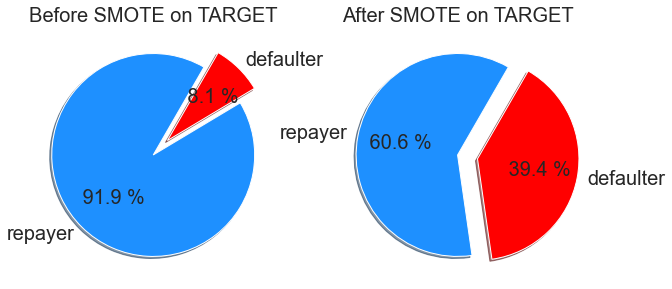 Before SMOTE on TARGET
defaulter
8.1 %
91.9 %
repayer
After SMOTE on TARGET
repayer
60.6 %
39.4 %
defaulter